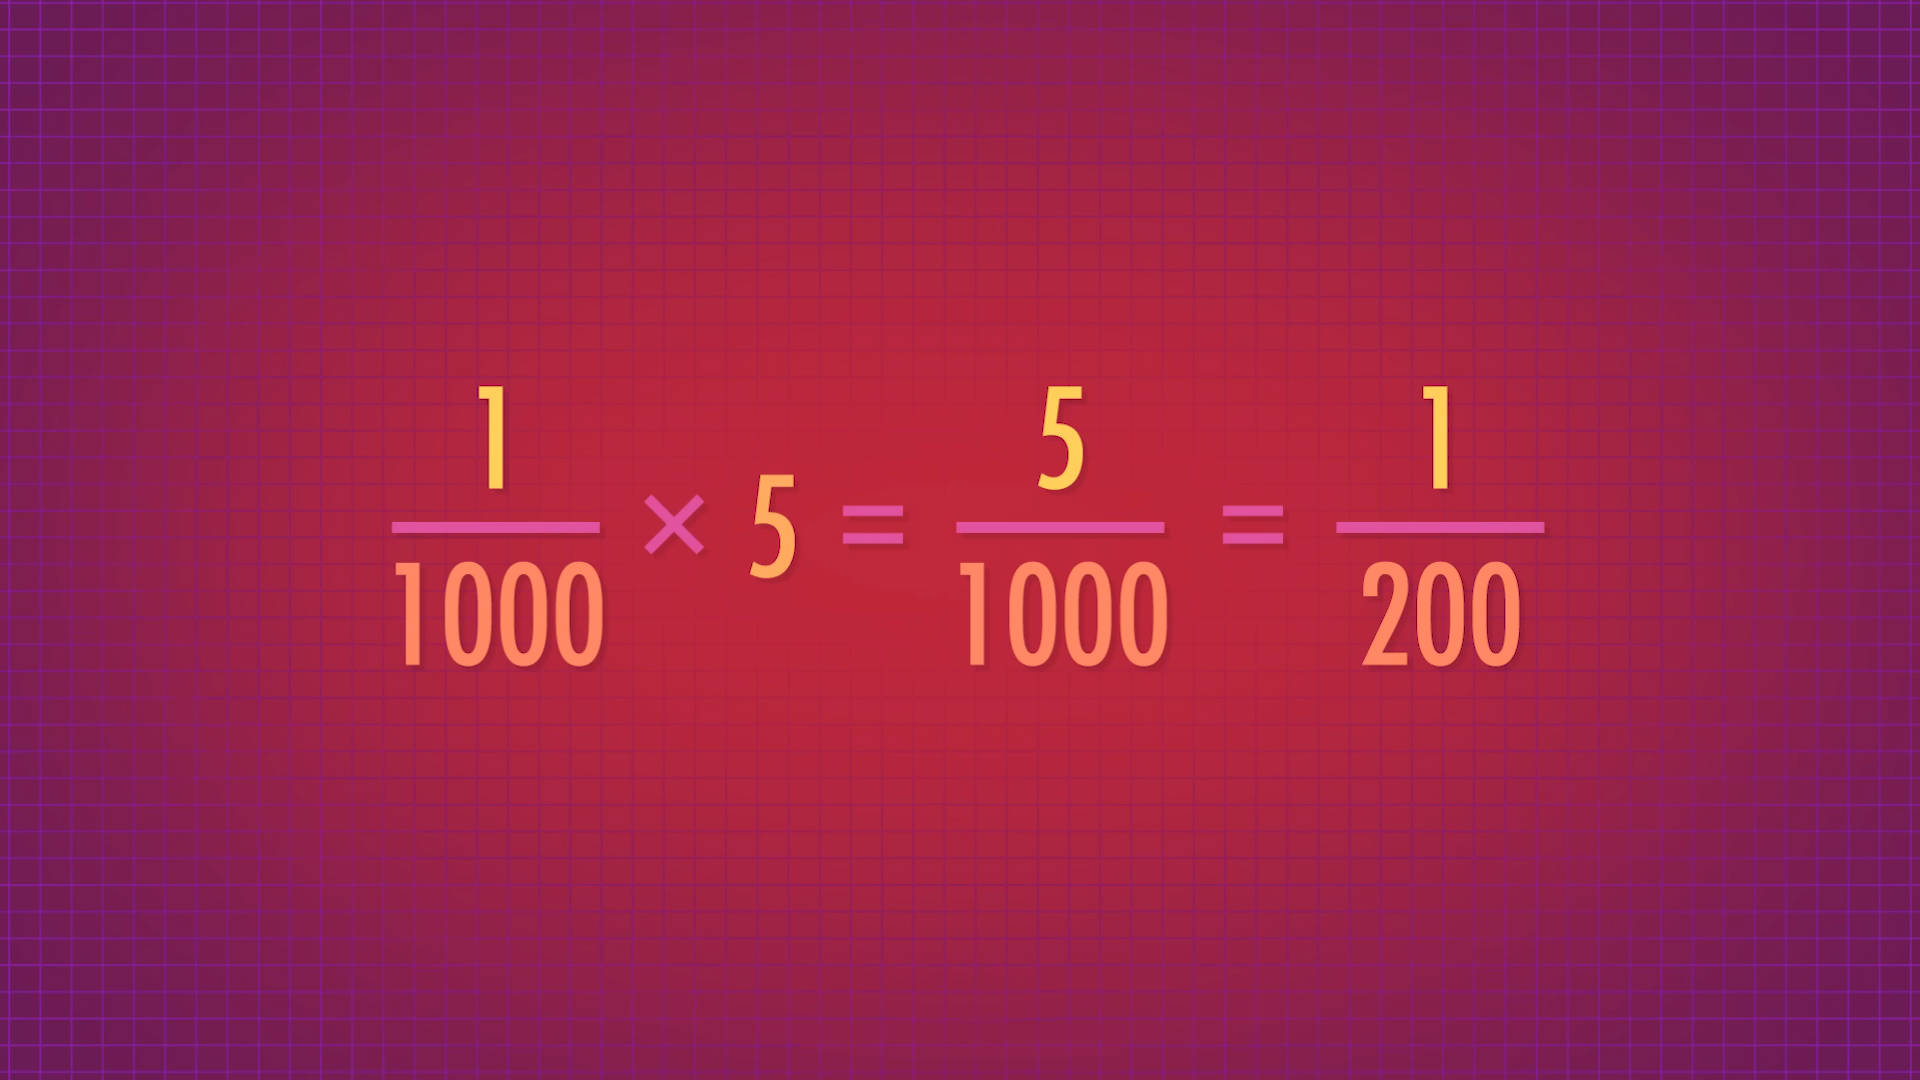 1/1000 × 5 = 5/1000 = 1/200